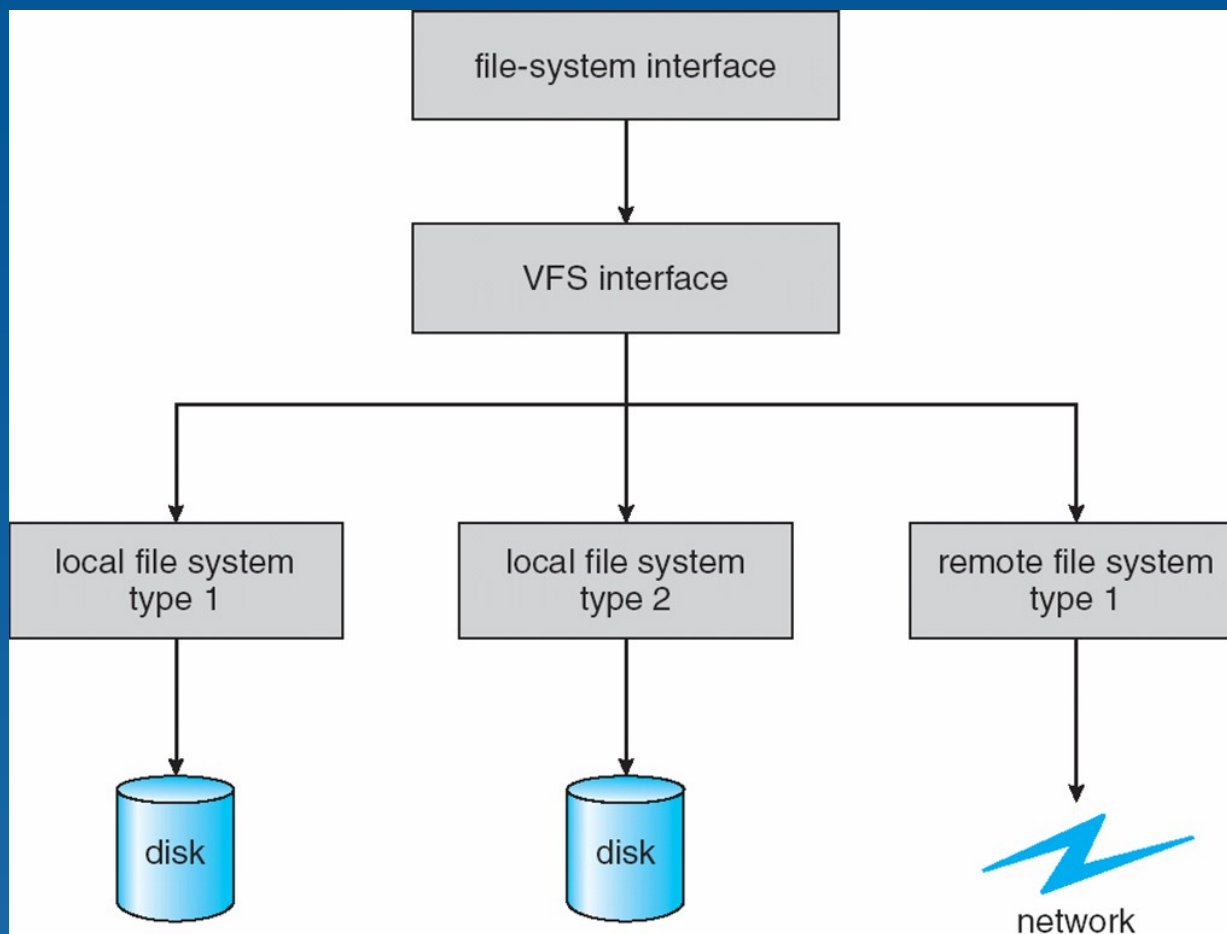 file-system interface
VFS interface
local file system
type 1
local file system
type 2
remote file system
type 1
disk
disk
network